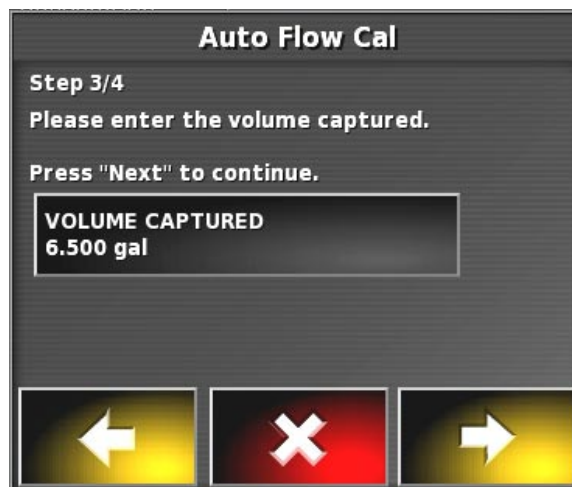 Auto Flow Cal
Step 3/4
Please enter the volume captured.
Press "Next" to continue.
VOLUME CAPTURED
6.500 gal